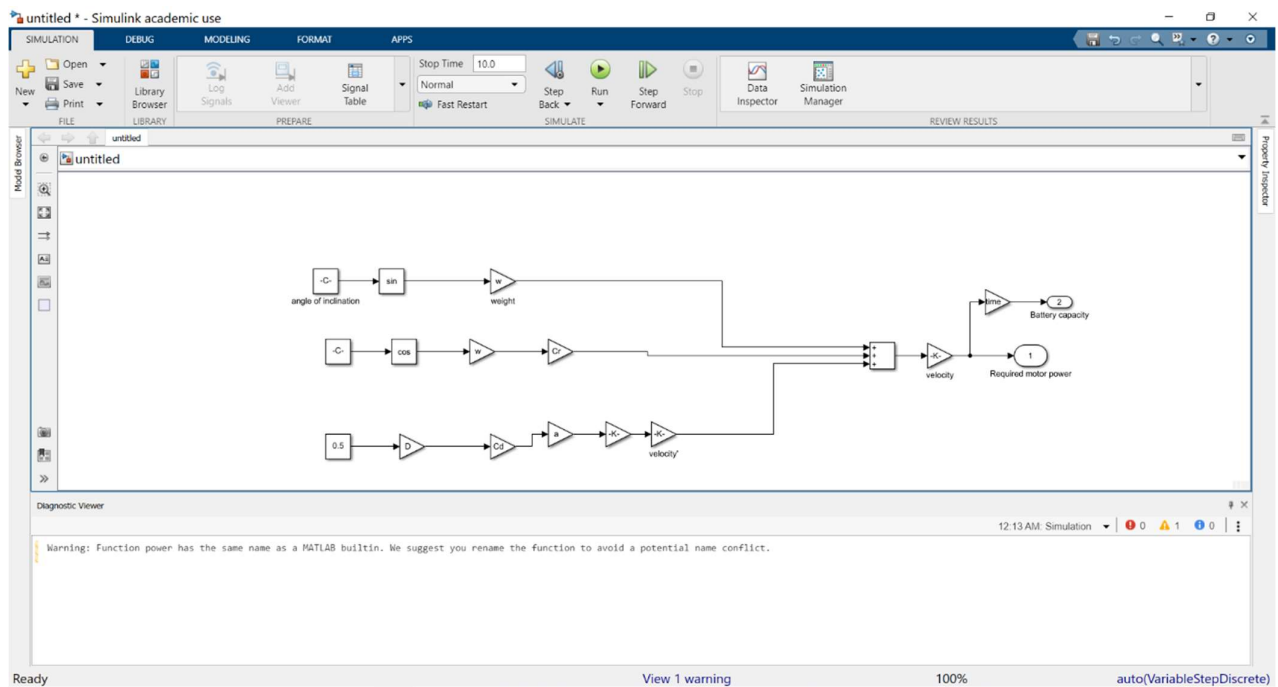 untitled * - Simulink academic use
SIMULATION DEBUG MODELING FORMAT APPS
New
Open
Save
Print
FILE
Library
Browser
LIBRARY
Log
Signals
Add
Viewer
Signal
Table
PREPARE
Stop Time 10.0
Normal
Fast Restart
Step
Back
Run
Step
Forward
Stop
SIMULATE
Data
Inspector
Simulation
Manager
REVIEW RESULTS
Model Browser
untitled
untitled
Property Inspector
-C- sin w
angle of inclination weight
time 2
Battery capacity
-C- cos w Cr
+
+
+
-K- 1
velocity Required motor power
0.5 D Cd a -K- -K-
velocity'
Diagnostic Viewer
12:13 AM: Simulation 0 1 0
Warning: Function power has the same name as a MATLAB builtin. We suggest you rename the function to avoid a potential name conflict.
Ready View 1 warning 100% auto(VariableStepDiscrete)